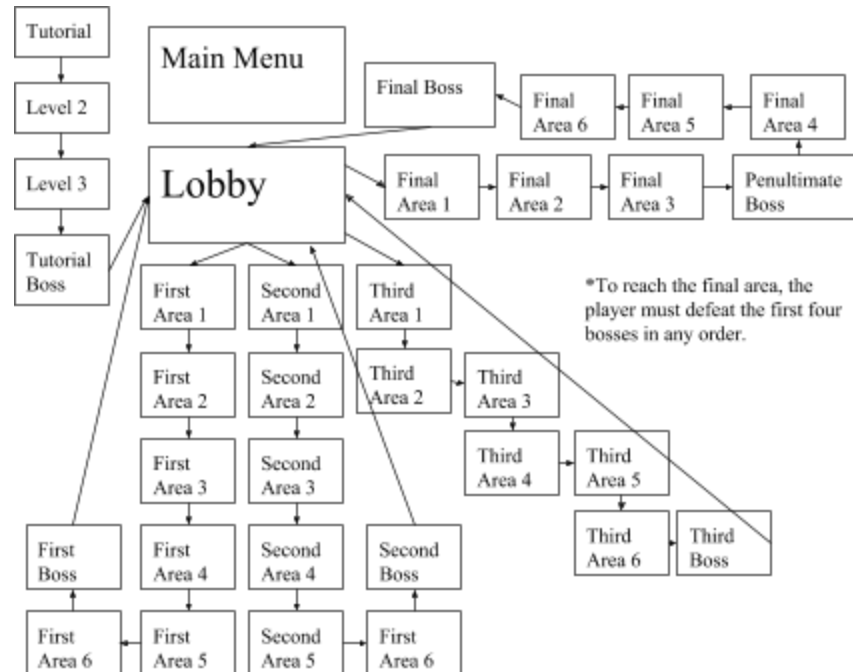 Tutorial
Level 2
Level 3
Tutorial
Boss
Main Menu
Lobby
Final Boss
Final
Area 6
Final
Area 5
Final
Area 4
Final
Area 1
Final
Area 2
Final
Area 3
Penultimate
Boss
*To reach the final area, the
player must defeat the first four
bosses in any order.
First
Area 1
First
Area 2
First
Area 3
First
Area 4
First
Area 5
First
Area 6
First
Boss
Second
Area 1
Second
Area 2
Second
Area 3
Second
Area 4
Second
Area 5
First
Area 6
Second
Boss
Third
Area 1
Third
Area 2
Third
Area 3
Third
Area 4
Third
Area 5
Third
Area 6
Third
Boss